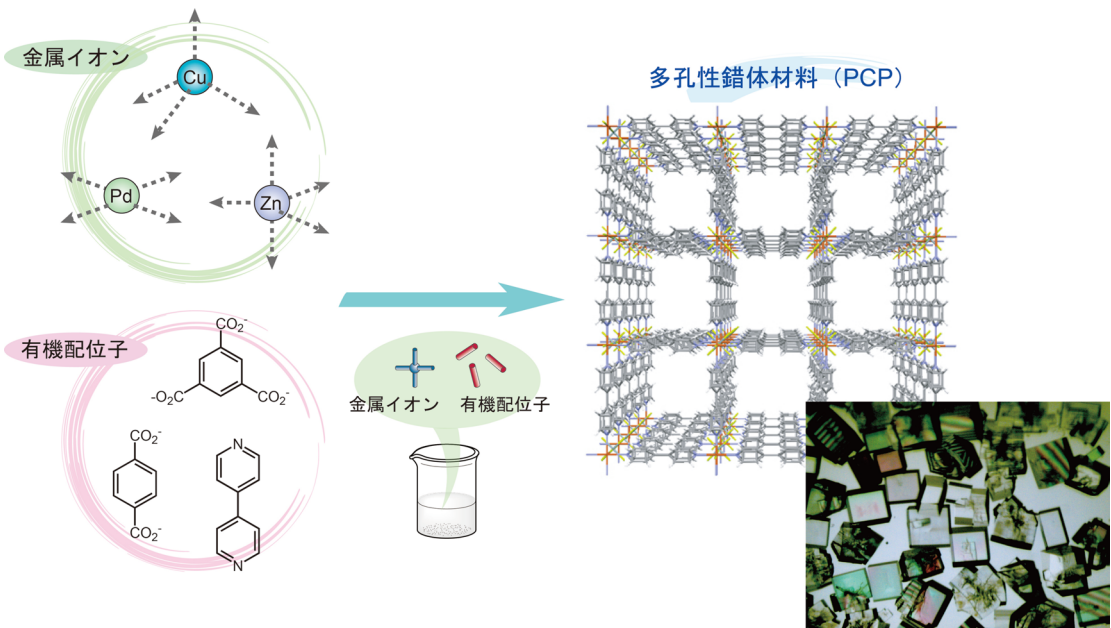 金属イオン
Cu
Pd
Zn
有機配位子
CO₂⁻
-O₂C
CO₂⁻
CO₂⁻
CO₂⁻
N
N
金属イオン
有機配位子
多孔性錯体材料（PCP）